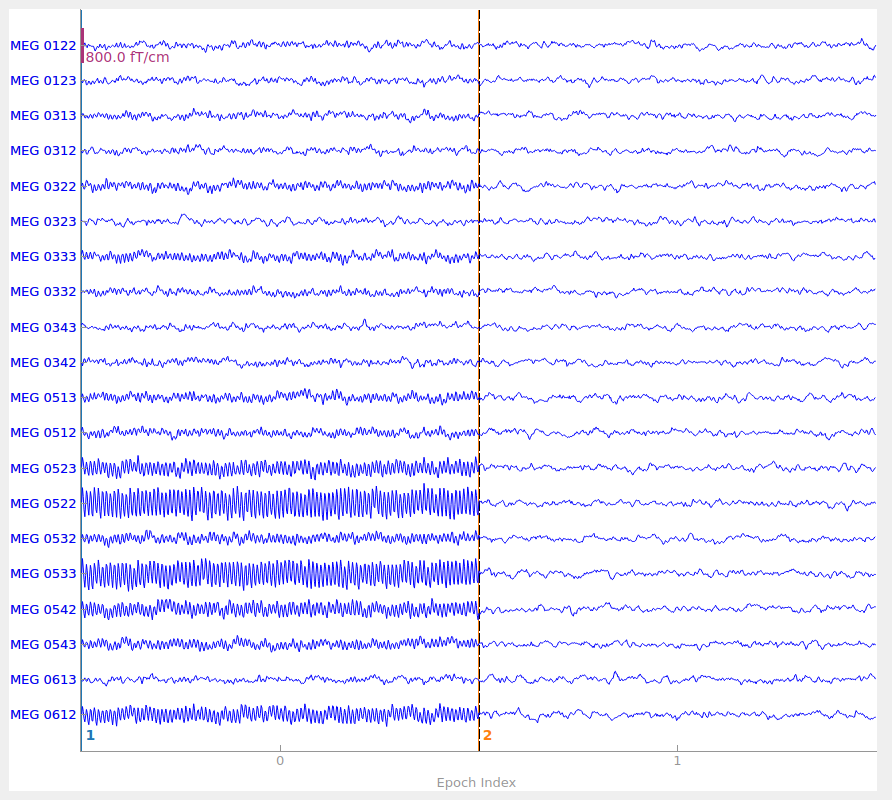 MEG 0122
800.0 fT/cm
MEG 0123
MEG 0313
MEG 0312
MEG 0322
MEG 0323
MEG 0333
MEG 0332
MEG 0343
MEG 0342
MEG 0513
MEG 0512
MEG 0523
MEG 0522
MEG 0532
MEG 0533
MEG 0542
MEG 0543
MEG 0613
MEG 0612
1 2
0 1
Epoch Index